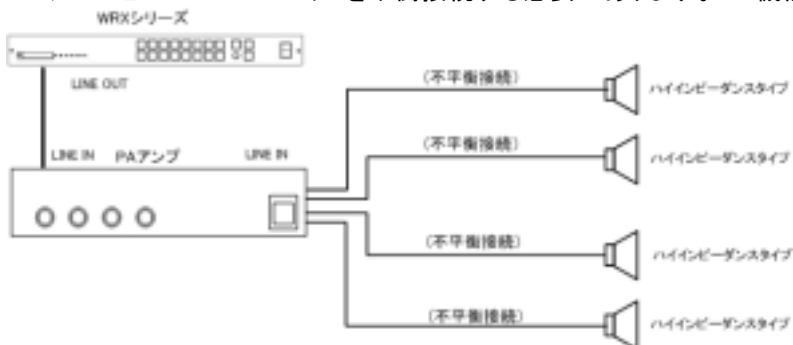 WRXシリーズ
LINE OUT
LINE IN PAアンプ LINE IN
(不平衡接続) ハイインピーダンスタイプ
(不平衡接続) ハイインピーダンスタイプ
(不平衡接続) ハイインピーダンスタイプ
(不平衡接続) ハイインピーダンスタイプ